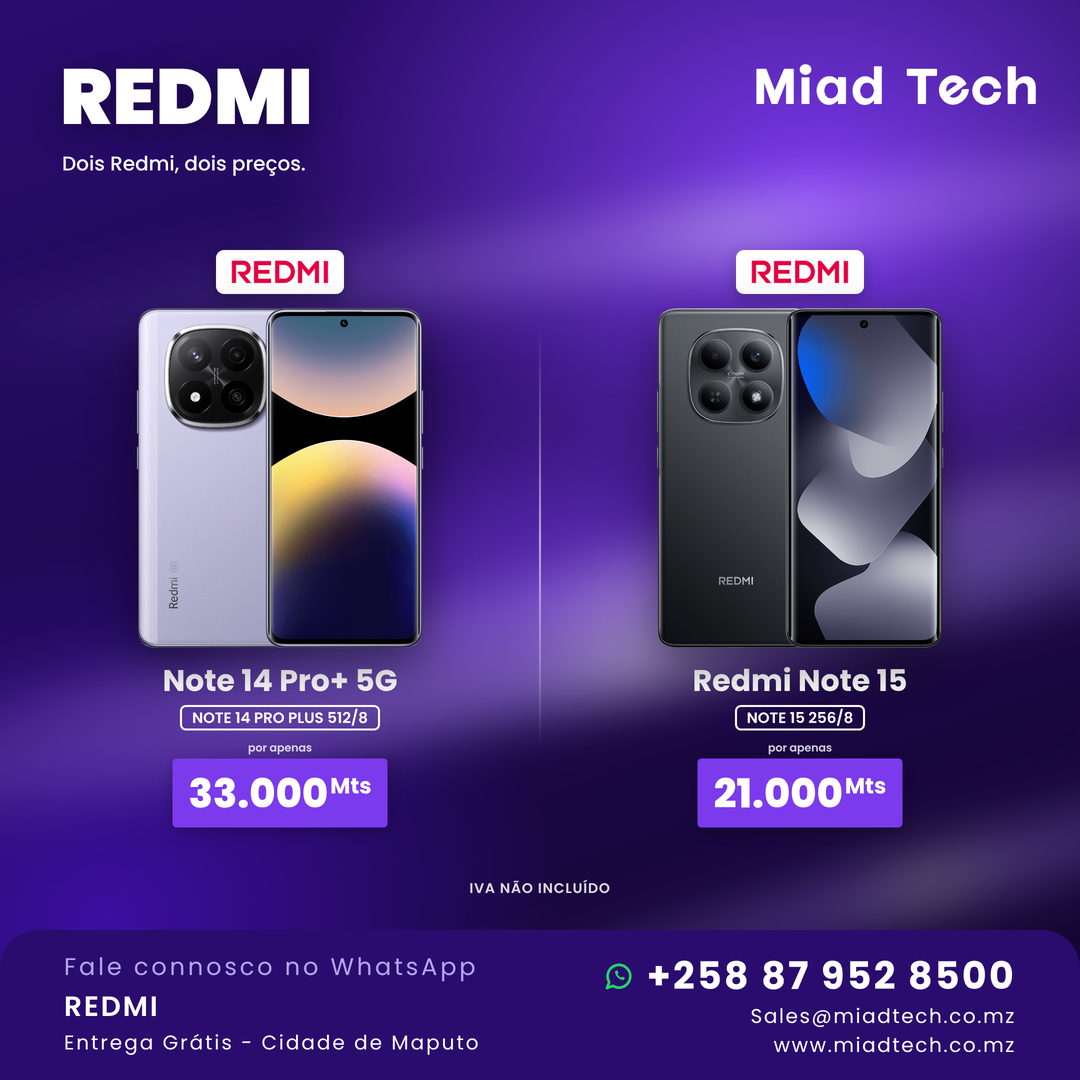 REDMI
Miad Tech
Dois Redmi, dois preços.
REDMI
REDMI
Redmi
REDMI
Note 14 Pro+ 5G
NOTE 14 PRO PLUS 512/8
por apenas
33.000Mts
Redmi Note 15
NOTE 15 256/8
por apenas
21.000Mts
IVA NÃO INCLUÍDO
Fale connosco no WhatsApp
REDMI
Entrega Grátis - Cidade de Maputo
+258 87 952 8500
Sales@miadtech.co.mz
www.miadtech.co.mz